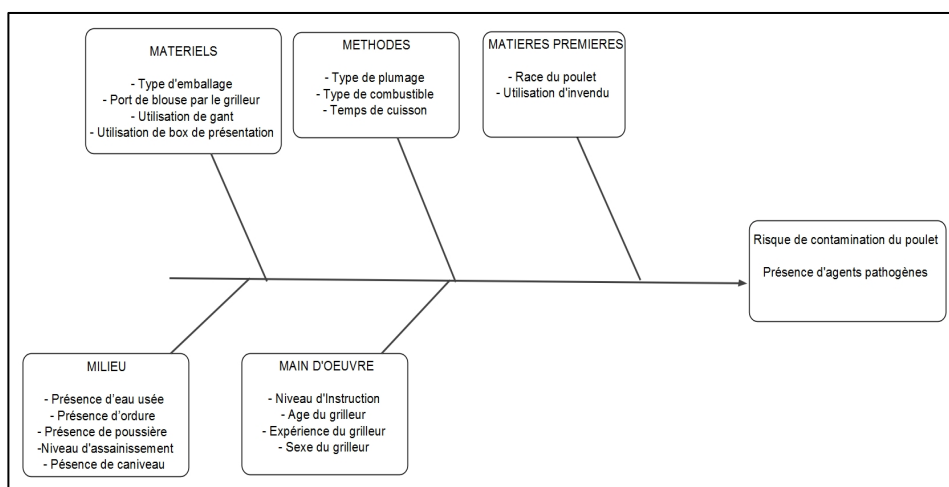 MATERIELS
- Type d'emballage
- Port de blouse par le grilleur
- Utilisation de gant
- Utilisation de box de présentation
METHODES
- Type de plumage
- Type de combustible
- Temps de cuisson
MATIERES PREMIERES
- Race du poulet
- Utilisation d'invendu
Risque de contamination du poulet
Présence d'agents pathogènes
MILIEU
- Présence d'eau usée
- Présence d'ordure
- Présence de poussière
-Niveau d'assainissement
- Pésence de caniveau
MAIN D'OEUVRE
- Niveau d'Instruction
- Age du grilleur
- Expérience du grilleur
- Sexe du grilleur